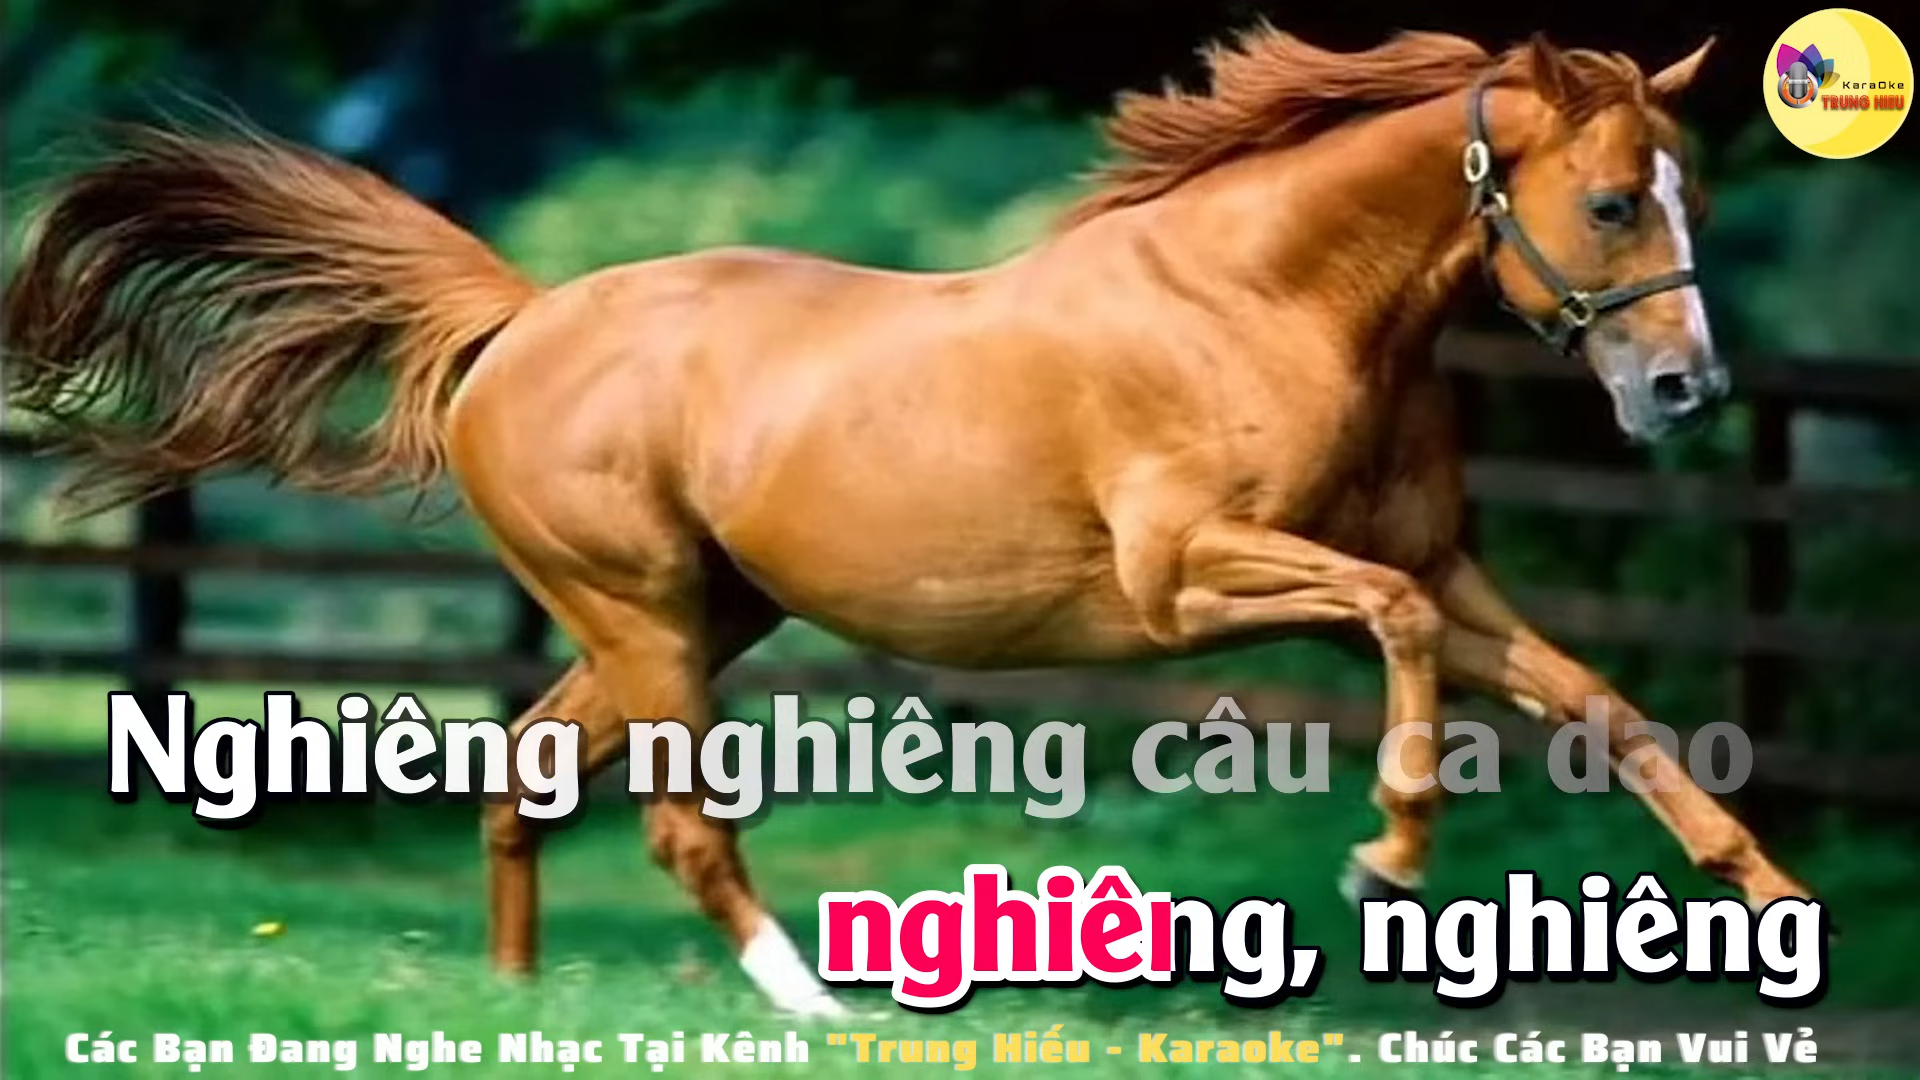 KaraOke
TRUNG HIEU
Nghiêng nghiêng câu ca dao
nghiêng, nghiêng
Các Bạn Đang Nghe Nhạc Tại Kênh "Trung Hiếu - Karaoke". Chúc Các Bạn Vui Vẻ